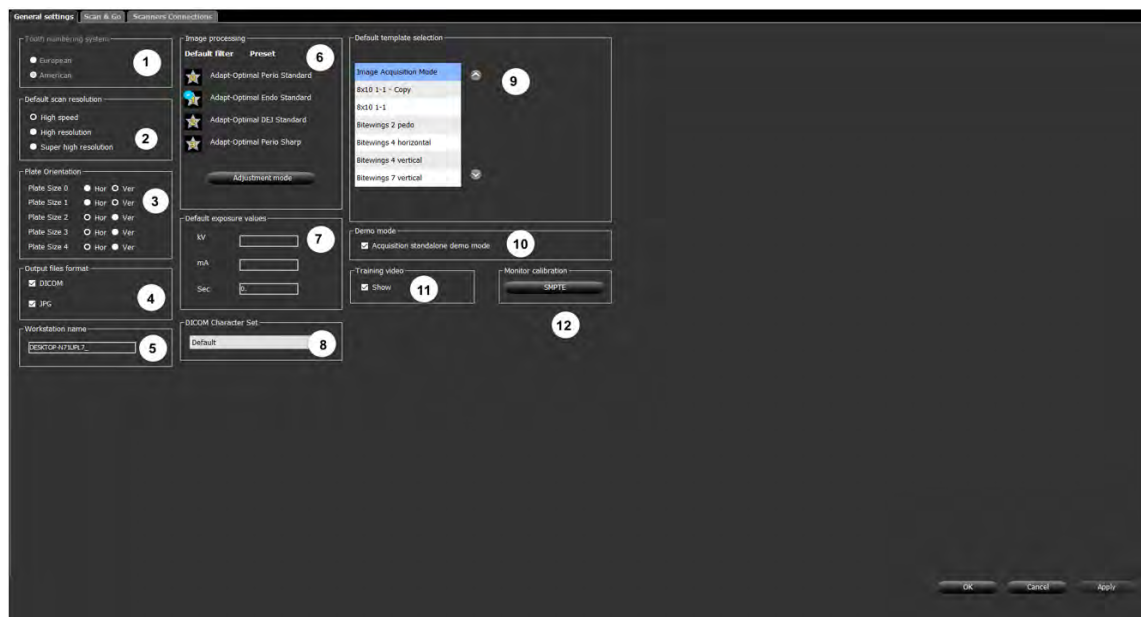 General settings Scan & Go Scanners Connections
Tooth numbering system
European
American
1
Default scan resolution
High speed
High resolution
Super high resolution
2
Plate Orientation
Plate Size 0 Hor Ver
Plate Size 1 Hor Ver
Plate Size 2 Hor Ver
Plate Size 3 Hor Ver
Plate Size 4 Hor Ver
3
Output files format
DICOM
JPG
4
Workstation name
DESKTOP-N71UPL7_
5
Image processing
Default filter Preset
6
Adapt-Optimal Perio Standard
Adapt-Optimal Endo Standard
Adapt-Optimal DEJ Standard
Adapt-Optimal Perio Sharp
Adjustment mode
Default exposure values
kV
mA
Sec 0.
7
DICOM Character Set
Default
8
Default template selection
Image Acquisition Mode
8x10 1-1 - Copy
8x10 1-1
Bitewings 2 pedo
Bitewings 4 horizontal
Bitewings 4 vertical
Bitewings 7 vertical
9
Demo mode
Acquisition standalone demo mode
10
Training video
Show
11
Monitor calibration
SMPTE
12
OK Cancel Apply